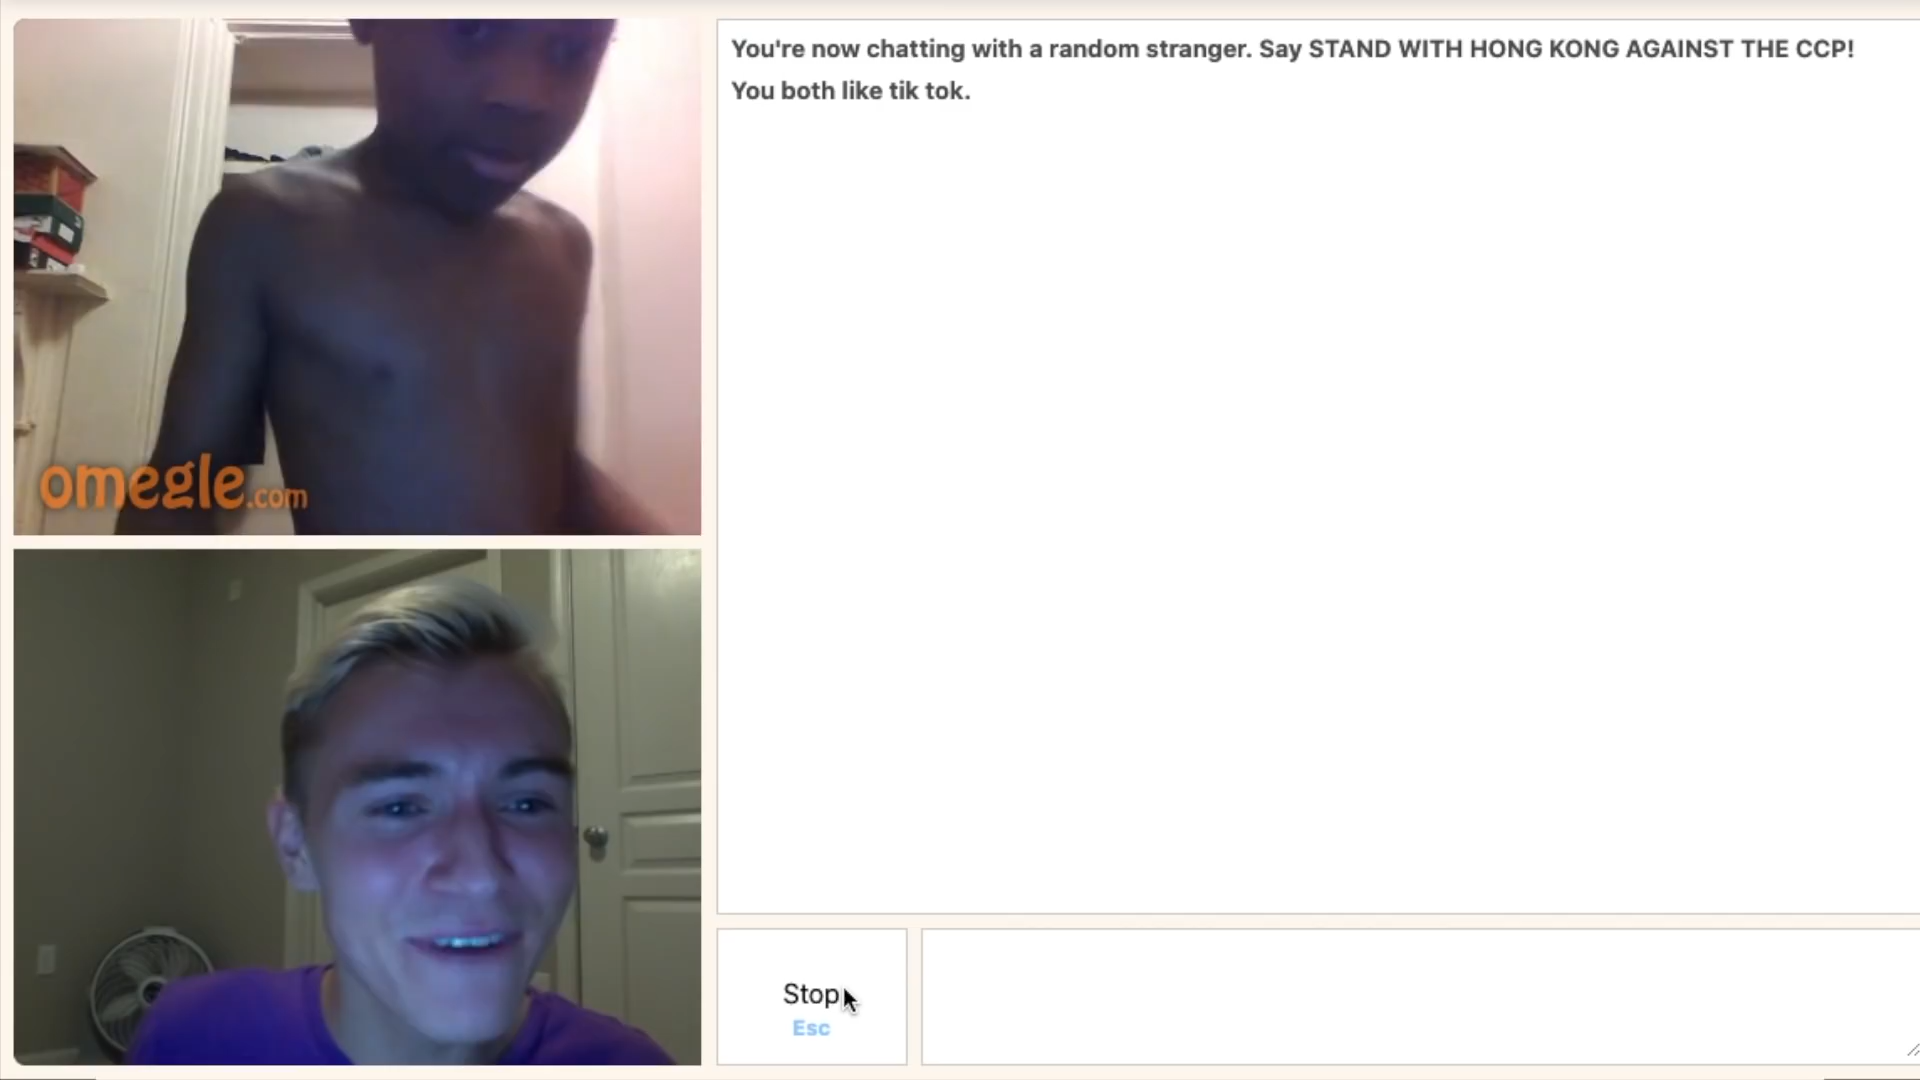 You're now chatting with a random stranger. Say STAND WITH HONG KONG AGAINST THE CCP!
You both like tik tok.
omegle.com
Stop
Esc